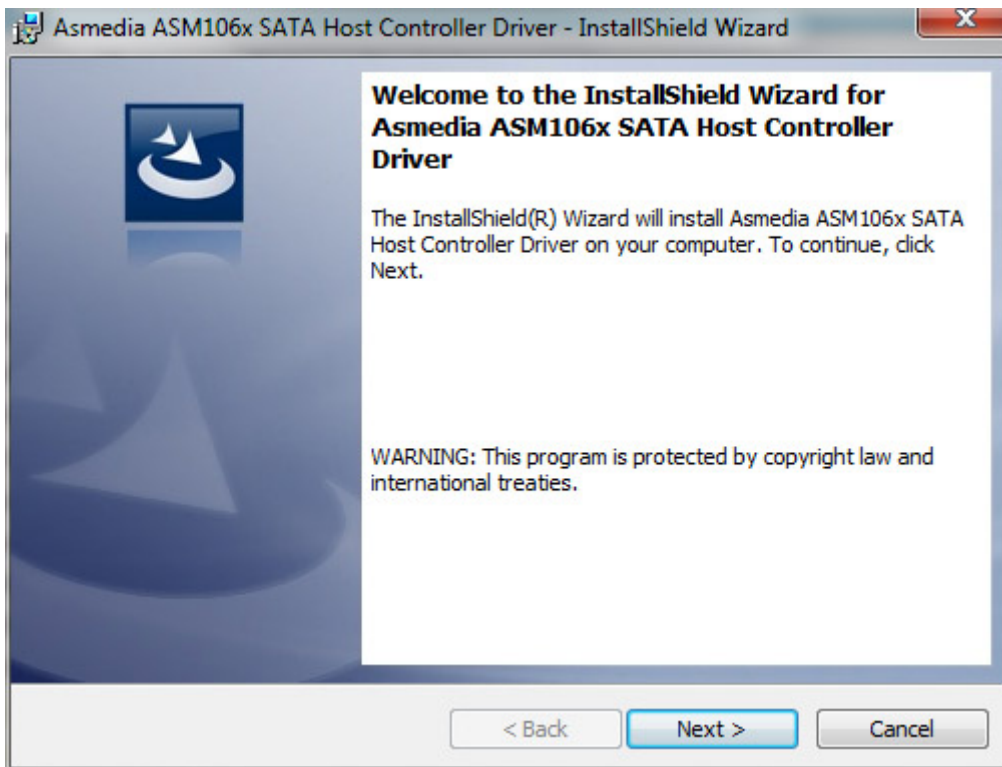 Asmedia ASM106x SATA Host Controller Driver - InstallShield Wizard
Welcome to the InstallShield Wizard for
Asmedia ASM106x SATA Host Controller
Driver
The InstallShield(R) Wizard will install Asmedia ASM106x SATA
Host Controller Driver on your computer. To continue, click
Next.
WARNING: This program is protected by copyright law and
international treaties.
< Back
Next >
Cancel